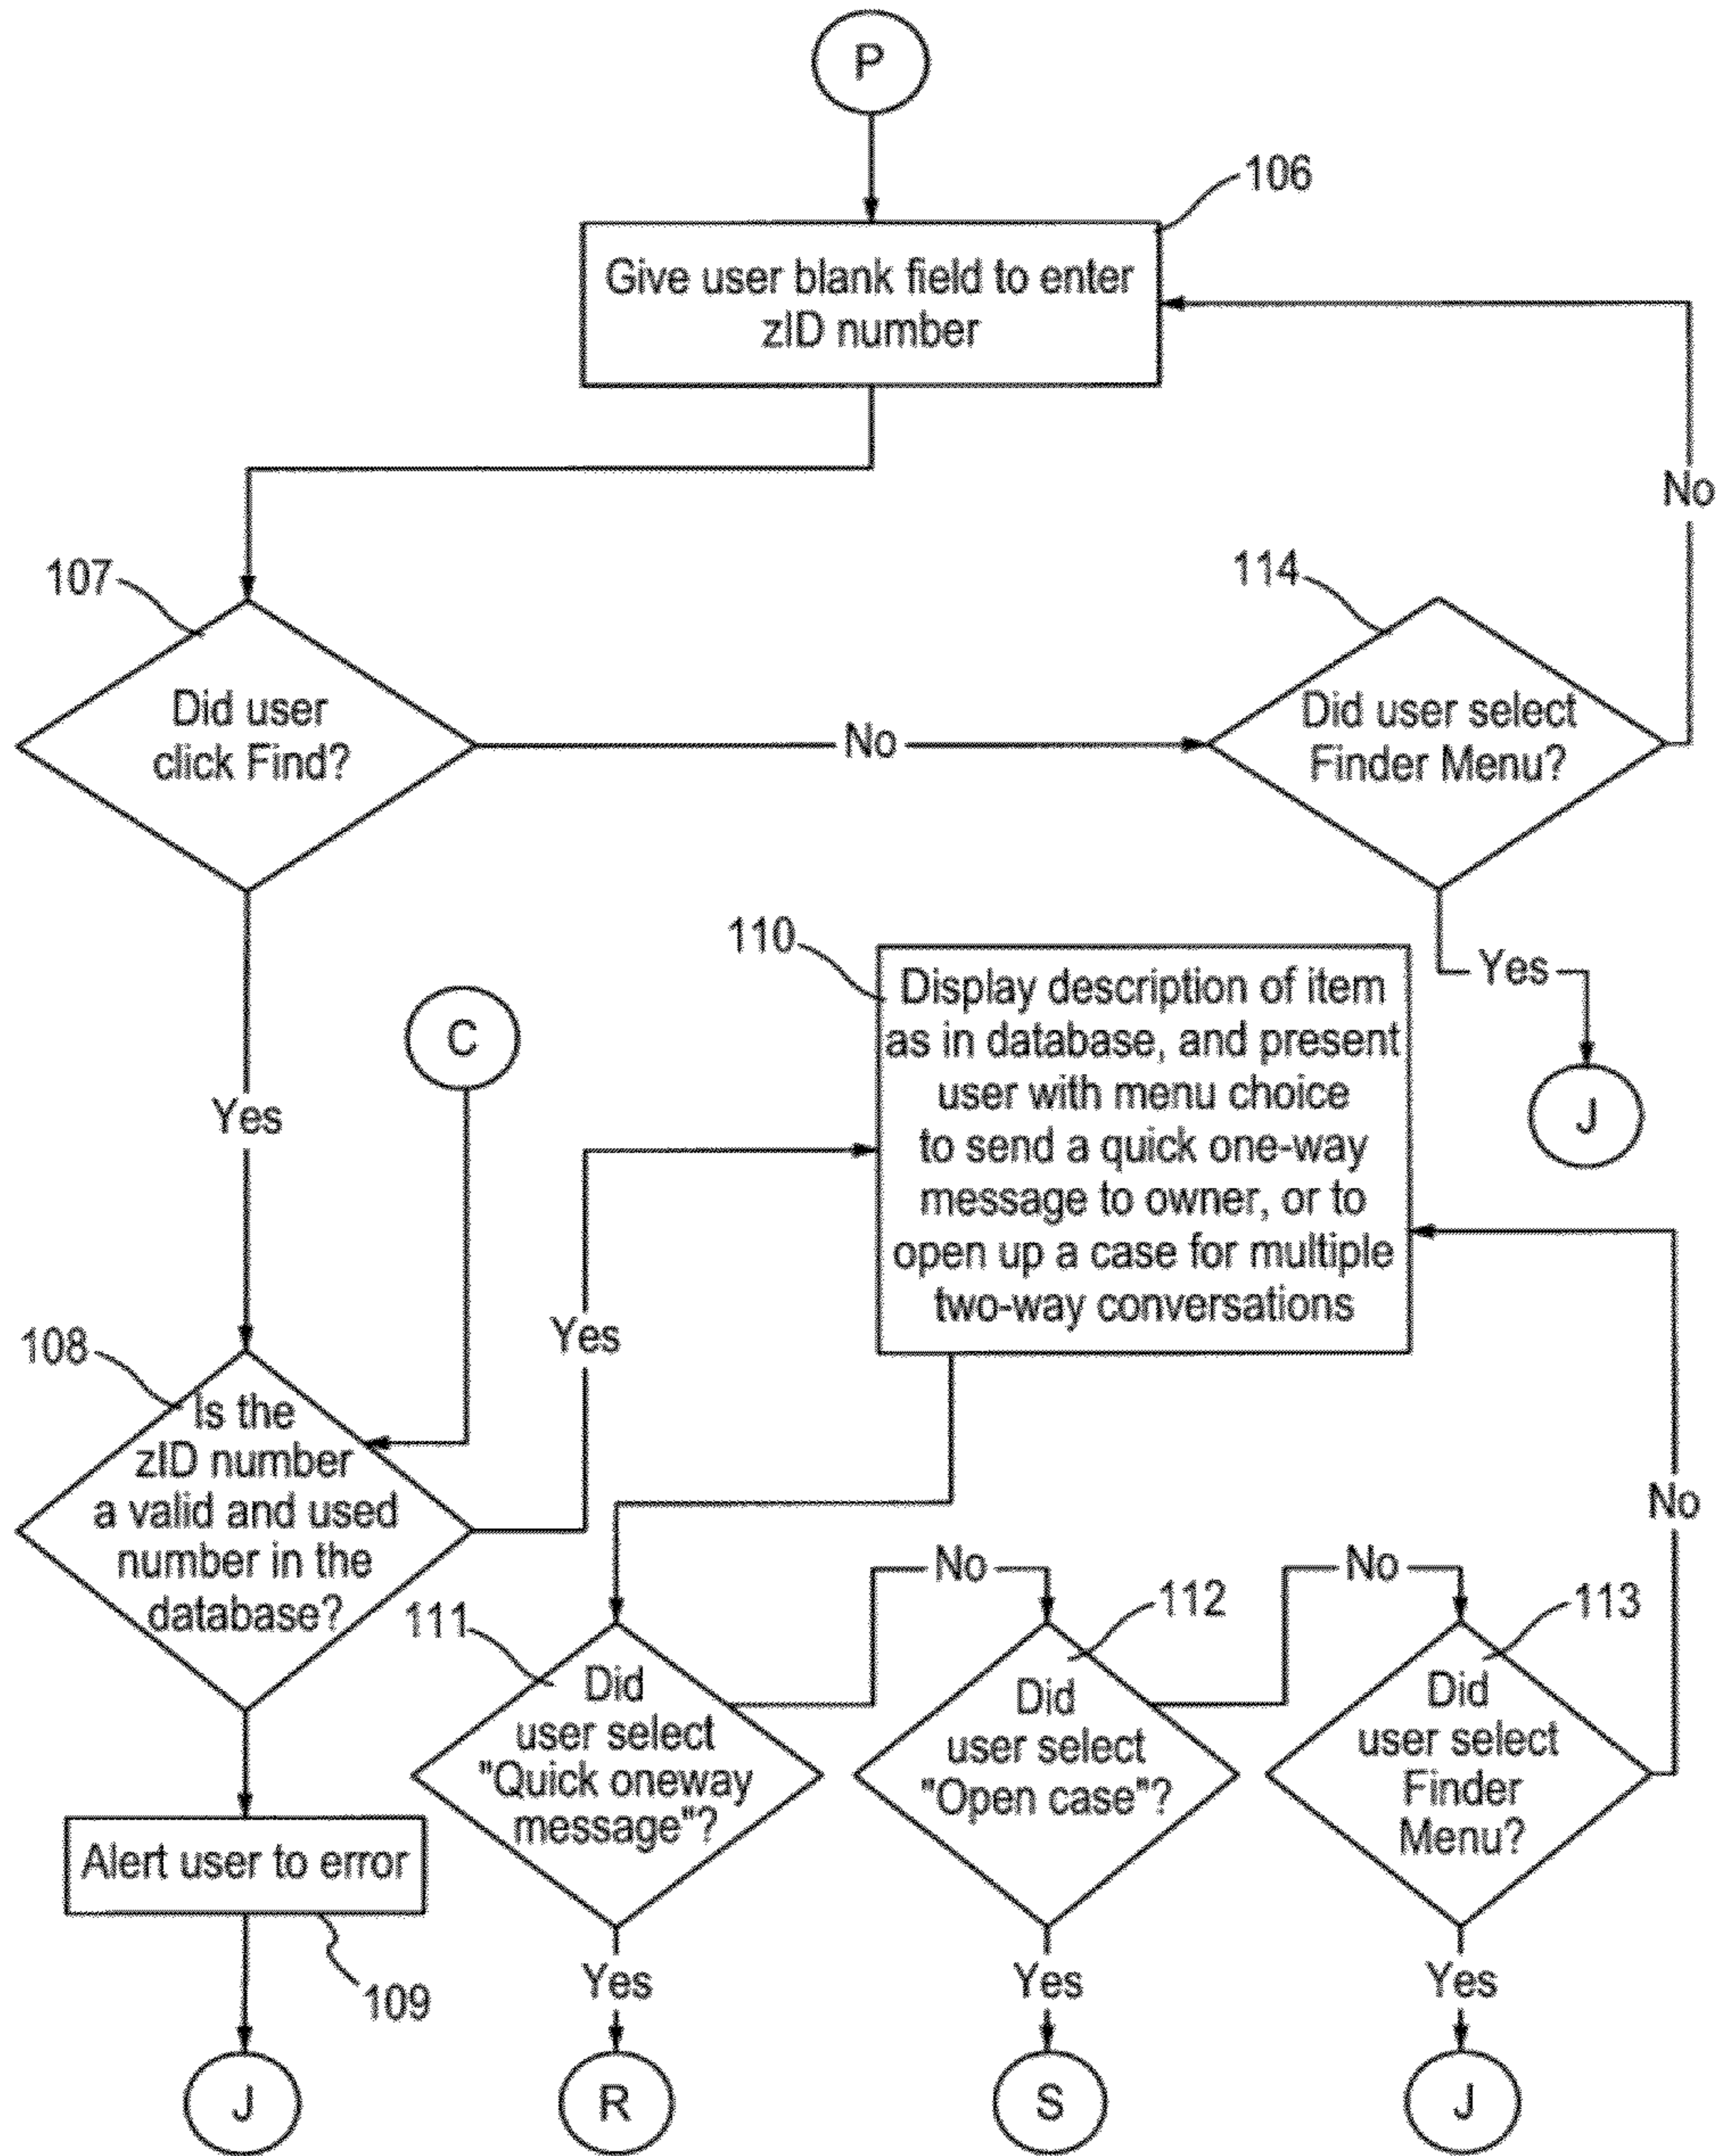 P
106
Give user blank field to enter
zID number
No
107
114
Did user
click Find?
No
Did user select
Finder Menu?
110
Yes
Display description of item
as in database, and present
user with menu choice
to send a quick one-way
message to owner, or to
open up a case for multiple
two-way conversations
C
Yes
J
Yes
108
Is the
zID number
a valid and used
number in the
database?
No
111
No
112
No
113
Did
user select
"Quick oneway
message"?
Did
user select
"Open case"?
Did
user select
Finder
Menu?
Alert user to error
109
Yes
Yes
Yes
J
R
S
J